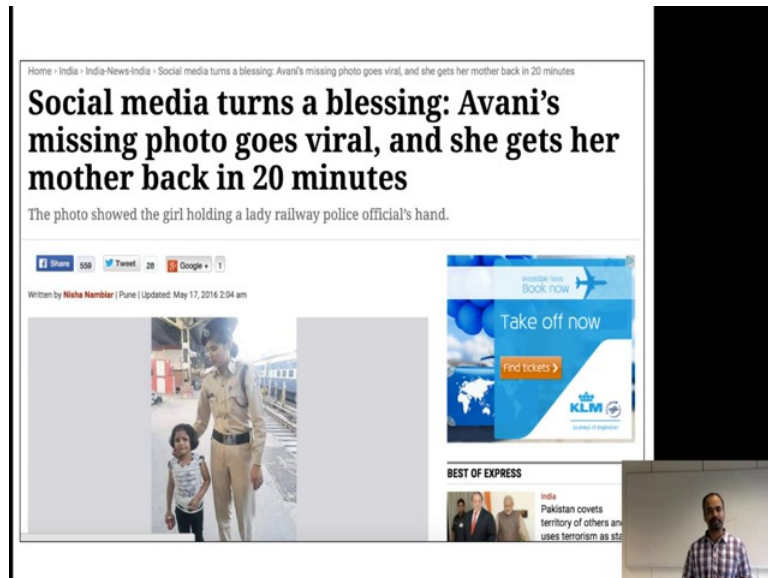 Home › India › India-News-India › Social media turns a blessing: Avani's missing photo goes viral, and she gets her mother back in 20 minutes
Social media turns a blessing: Avani's
missing photo goes viral, and she gets her
mother back in 20 minutes
The photo showed the girl holding a lady railway police official's hand.
Share 559 Tweet 28 Google + 1
Written by Nisha Nambiar | Pune | Updated: May 17, 2016 2:04 am
Book now
Take off now
Find tickets
KLM
BEST OF EXPRESS
India
Pakistan covets
territory of others an
uses terrorism as sta